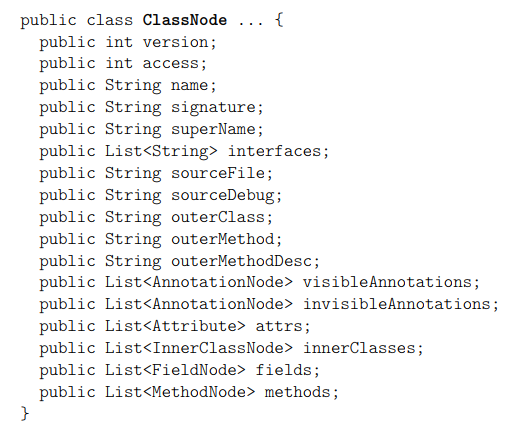 public class ClassNode ... {
public int version;
public int access;
public String name;
public String signature;
public String superName;
public List<String> interfaces;
public String sourceFile;
public String sourceDebug;
public String outerClass;
public String outerMethod;
public String outerMethodDesc;
public List<AnnotationNode> visibleAnnotations;
public List<AnnotationNode> invisibleAnnotations;
public List<Attribute> attrs;
public List<InnerClassNode> innerClasses;
public List<FieldNode> fields;
public List<MethodNode> methods;
}